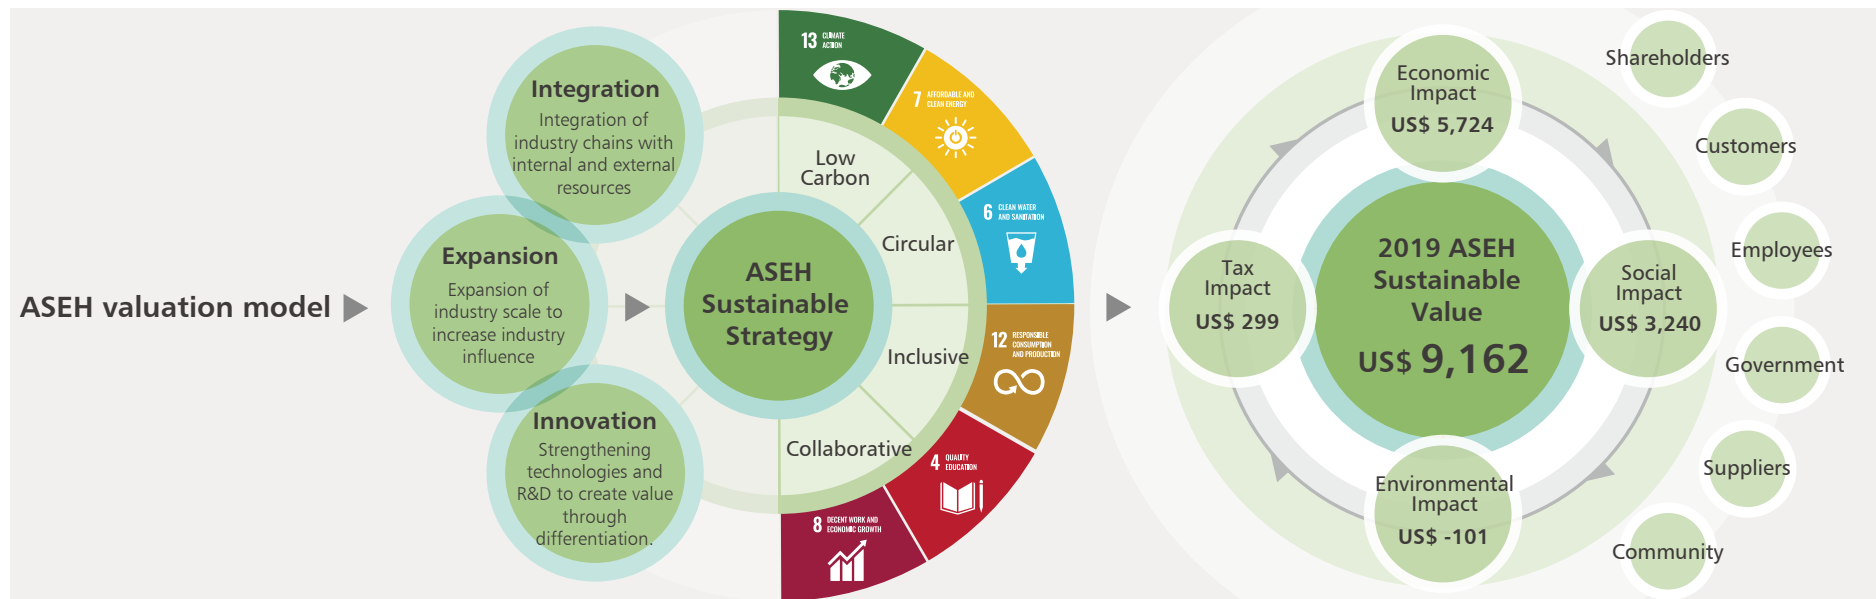 ASEH valuation model
Integration
Integration of
industry chains with
internal and external
resources
Expansion
Expansion of
industry scale to
increase industry
influence
Innovation
Strengthening
technologies and
R&D to create value
through
differentiation.
ASEH
Sustainable
Strategy
Low
Carbon
Circular
Inclusive
Collaborative
13 CLIMATE
ACTION
7 AFFORDABLE AND
CLEAN ENERGY
6 CLEAN WATER
AND SANITATION
12 RESPONSIBLE
CONSUMPTION
AND PRODUCTION
4 QUALITY
EDUCATION
8 DECENT WORK AND
ECONOMIC GROWTH
Economic
Impact
US$ 5,724
Tax
Impact
US$ 299
2019 ASEH
Sustainable
Value
US$ 9,162
Social
Impact
US$ 3,240
Environmental
Impact
US$ -101
Shareholders
Customers
Employees
Government
Suppliers
Community